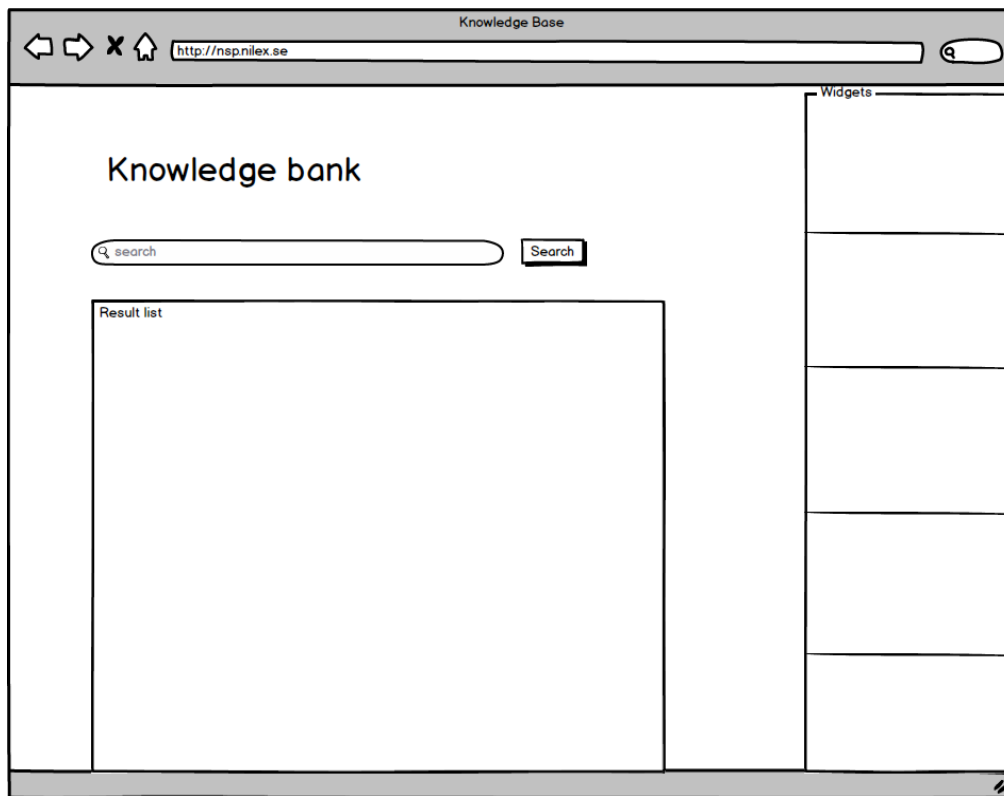 Knowledge Base
http://nsp.nilex.se
Widgets
Knowledge bank
search
Search
Result list